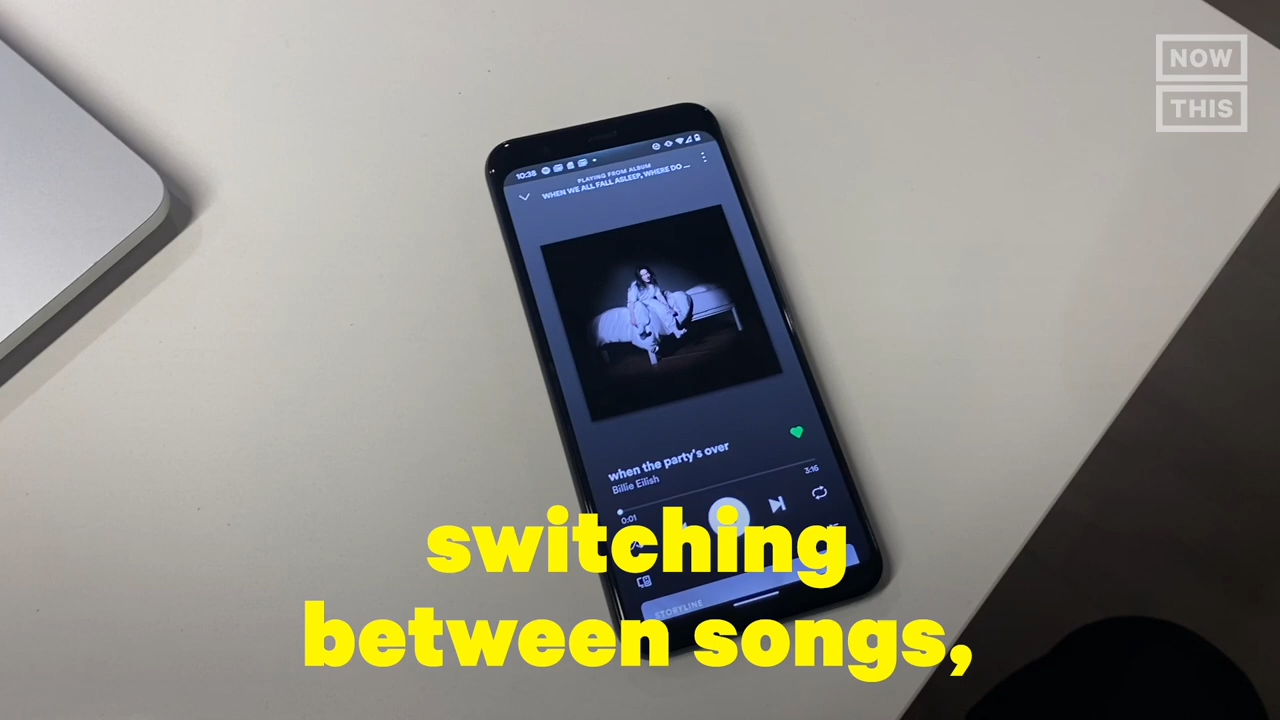 NOW
THIS
10:38
PLAYING FROM ALBUM
WHEN WE ALL FALL ASLEEP, WHERE DO ...
when the party's over
Billie Eilish
0:01
3:16
STORYLINE
switching
between songs,